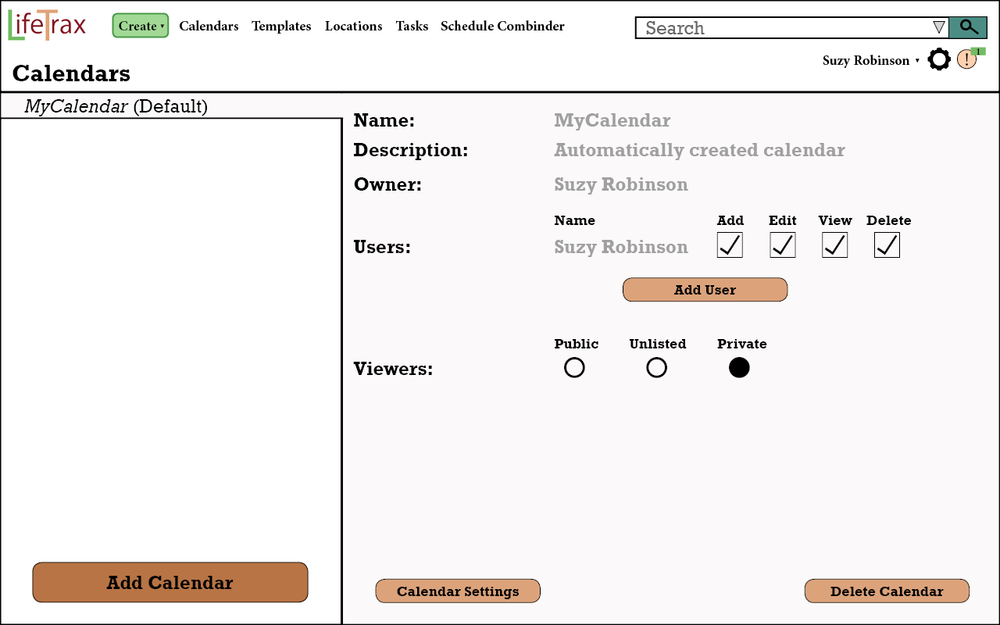 LifeTrax Create ▾ Calendars Templates Locations Tasks Schedule Combinder Search
Suzy Robinson ▾ ! 1
Calendars
MyCalendar (Default)
Name: MyCalendar
Description: Automatically created calendar
Owner: Suzy Robinson
Name Add Edit View Delete
Users: Suzy Robinson
Add User
Public Unlisted Private
Viewers:
Add Calendar
Calendar Settings Delete Calendar